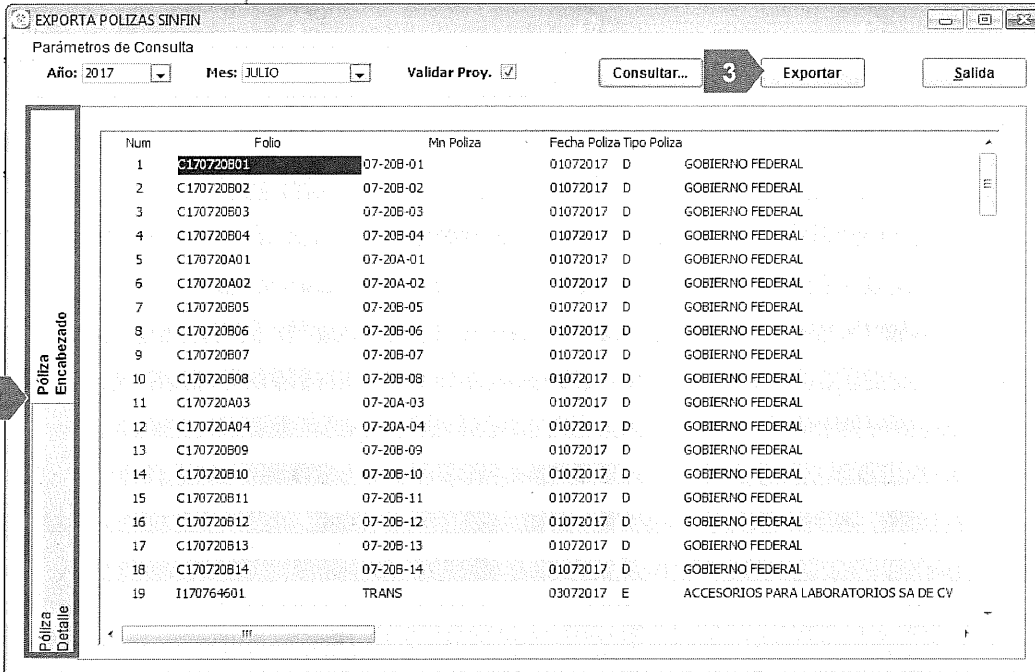 EXPORTA POLIZAS SINFIN
Parámetros de Consulta
Año: 2017 Mes: JULIO Validar Proy. Consultar... 3 Exportar Salida
Num Folio Mn Poliza Fecha Poliza Tipo Poliza
1 C170720B01 07-20B-01 01072017 D GOBIERNO FEDERAL
2 C170720B02 07-20B-02 01072017 D GOBIERNO FEDERAL
3 C170720B03 07-20B-03 01072017 D GOBIERNO FEDERAL
4 C170720B04 07-20B-04 01072017 D GOBIERNO FEDERAL
5 C170720A01 07-20A-01 01072017 D GOBIERNO FEDERAL
6 C170720A02 07-20A-02 01072017 D GOBIERNO FEDERAL
7 C170720B05 07-20B-05 01072017 D GOBIERNO FEDERAL
8 C170720B06 07-20B-06 01072017 D GOBIERNO FEDERAL
9 C170720B07 07-20B-07 01072017 D GOBIERNO FEDERAL
10 C170720B08 07-20B-08 01072017 D GOBIERNO FEDERAL
11 C170720A03 07-20A-03 01072017 D GOBIERNO FEDERAL
12 C170720A04 07-20A-04 01072017 D GOBIERNO FEDERAL
13 C170720B09 07-20B-09 01072017 D GOBIERNO FEDERAL
14 C170720B10 07-20B-10 01072017 D GOBIERNO FEDERAL
15 C170720B11 07-20B-11 01072017 D GOBIERNO FEDERAL
16 C170720B12 07-20B-12 01072017 D GOBIERNO FEDERAL
17 C170720B13 07-20B-13 01072017 D GOBIERNO FEDERAL
18 C170720B14 07-20B-14 01072017 D GOBIERNO FEDERAL
19 I170764601 TRANS 03072017 E ACCESORIOS PARA LABORATORIOS SA DE CV
Póliza
Encabezado
Póliza
Detalle